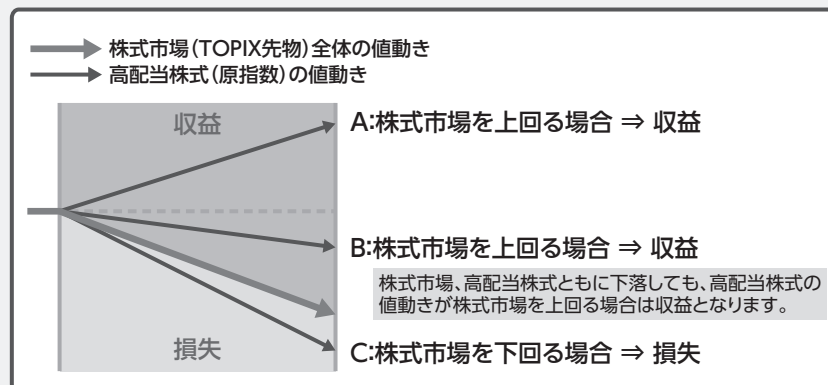 株式市場(TOPIX先物)全体の値動き
高配当株式(原指数)の値動き
収益
A:株式市場を上回る場合 ⇒ 収益
B:株式市場を上回る場合 ⇒ 収益
株式市場、高配当株式ともに下落しても、高配当株式の
値動きが株式市場を上回る場合は収益となります。
損失
C:株式市場を下回る場合 ⇒ 損失